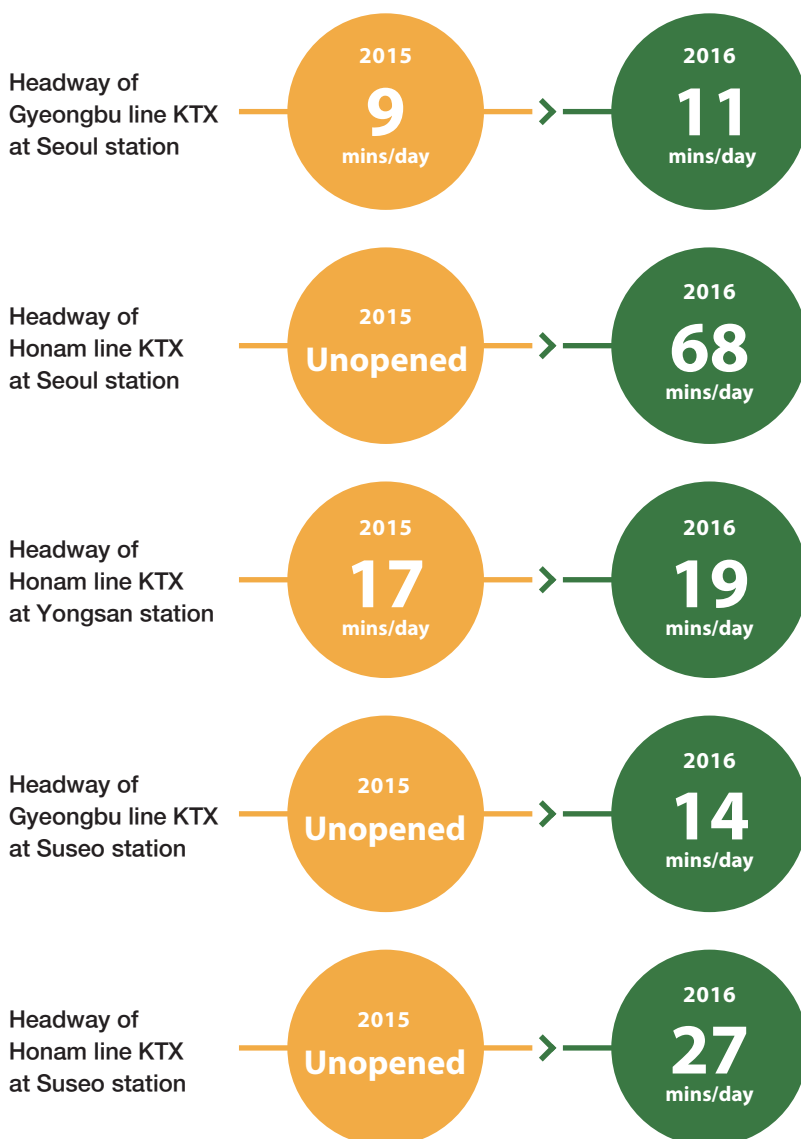 Headway of
Gyeongbu line KTX
at Seoul station
2015
9
mins/day
2016
11
mins/day
Headway of
Honam line KTX
at Seoul station
2015
Unopened
2016
68
mins/day
Headway of
Honam line KTX
at Yongsan station
2015
17
mins/day
2016
19
mins/day
Headway of
Gyeongbu line KTX
at Suseo station
2015
Unopened
2016
14
mins/day
Headway of
Honam line KTX
at Suseo station
2015
Unopened
2016
27
mins/day